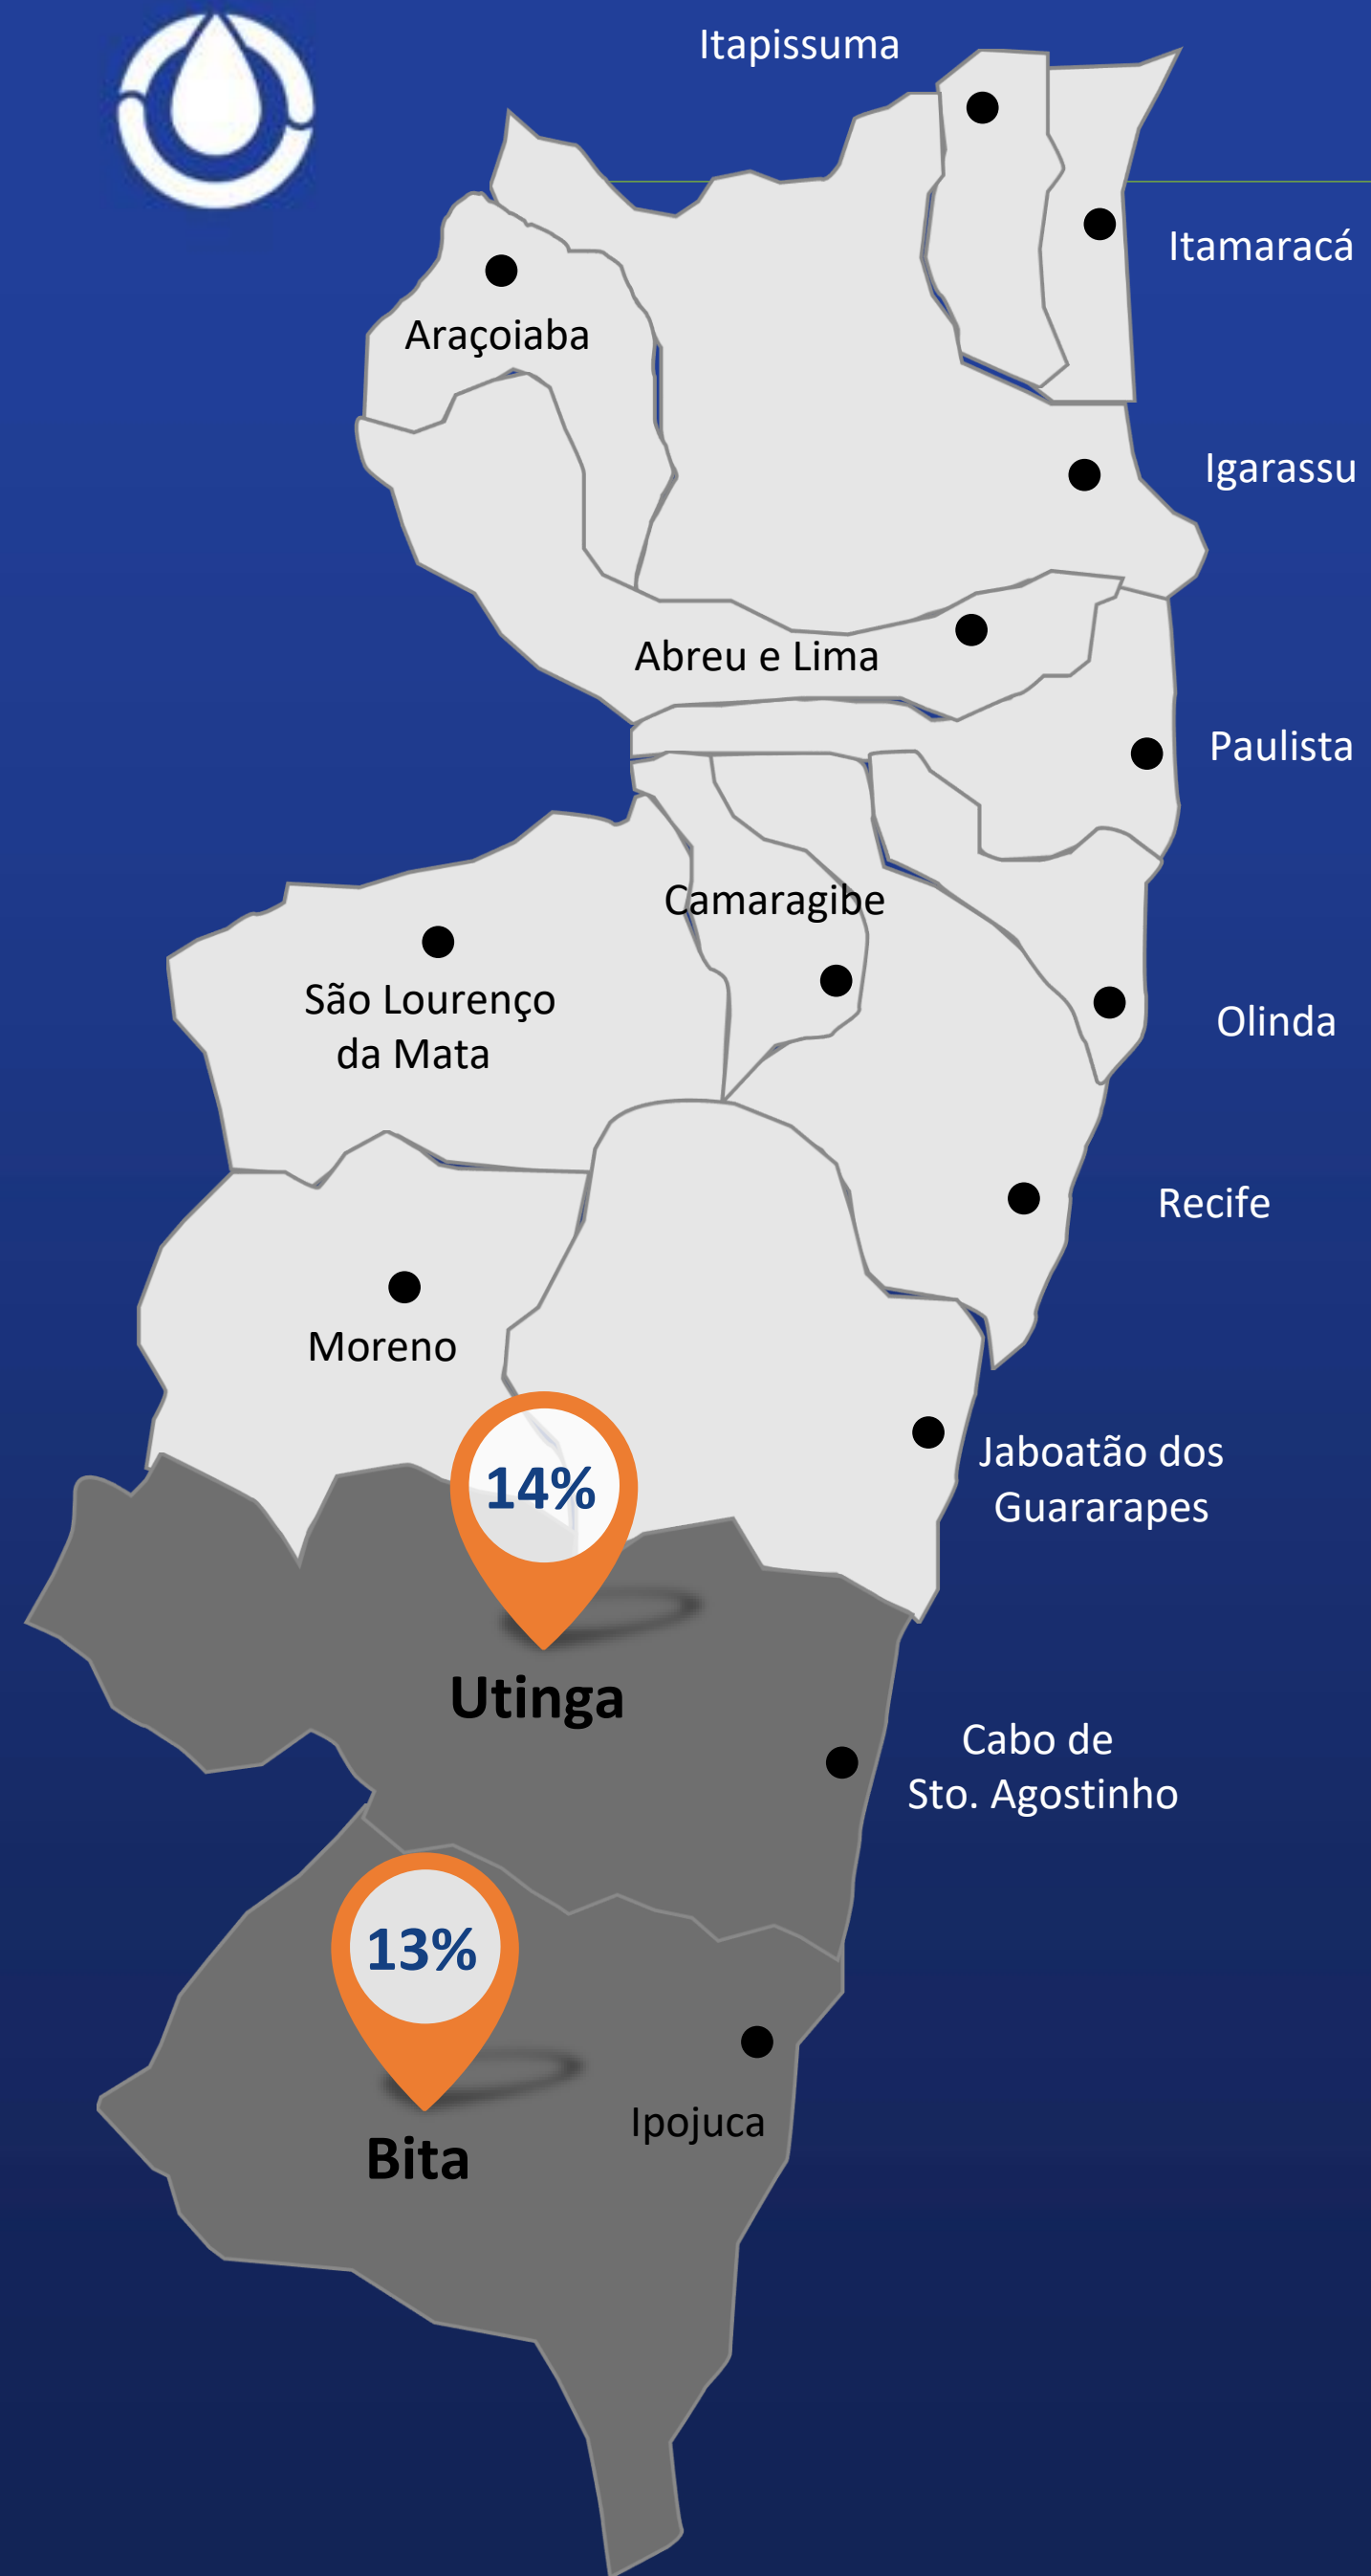 Itapissuma
Itamaracá
Araçoiaba
Igarassu
Abreu e Lima
Paulista
Camaragibe
São Lourenço
da Mata
Olinda
Recife
Moreno
Jaboatão dos
Guararapes
14%
Utinga
Cabo de
Sto. Agostinho
13%
Ipojuca
Bita